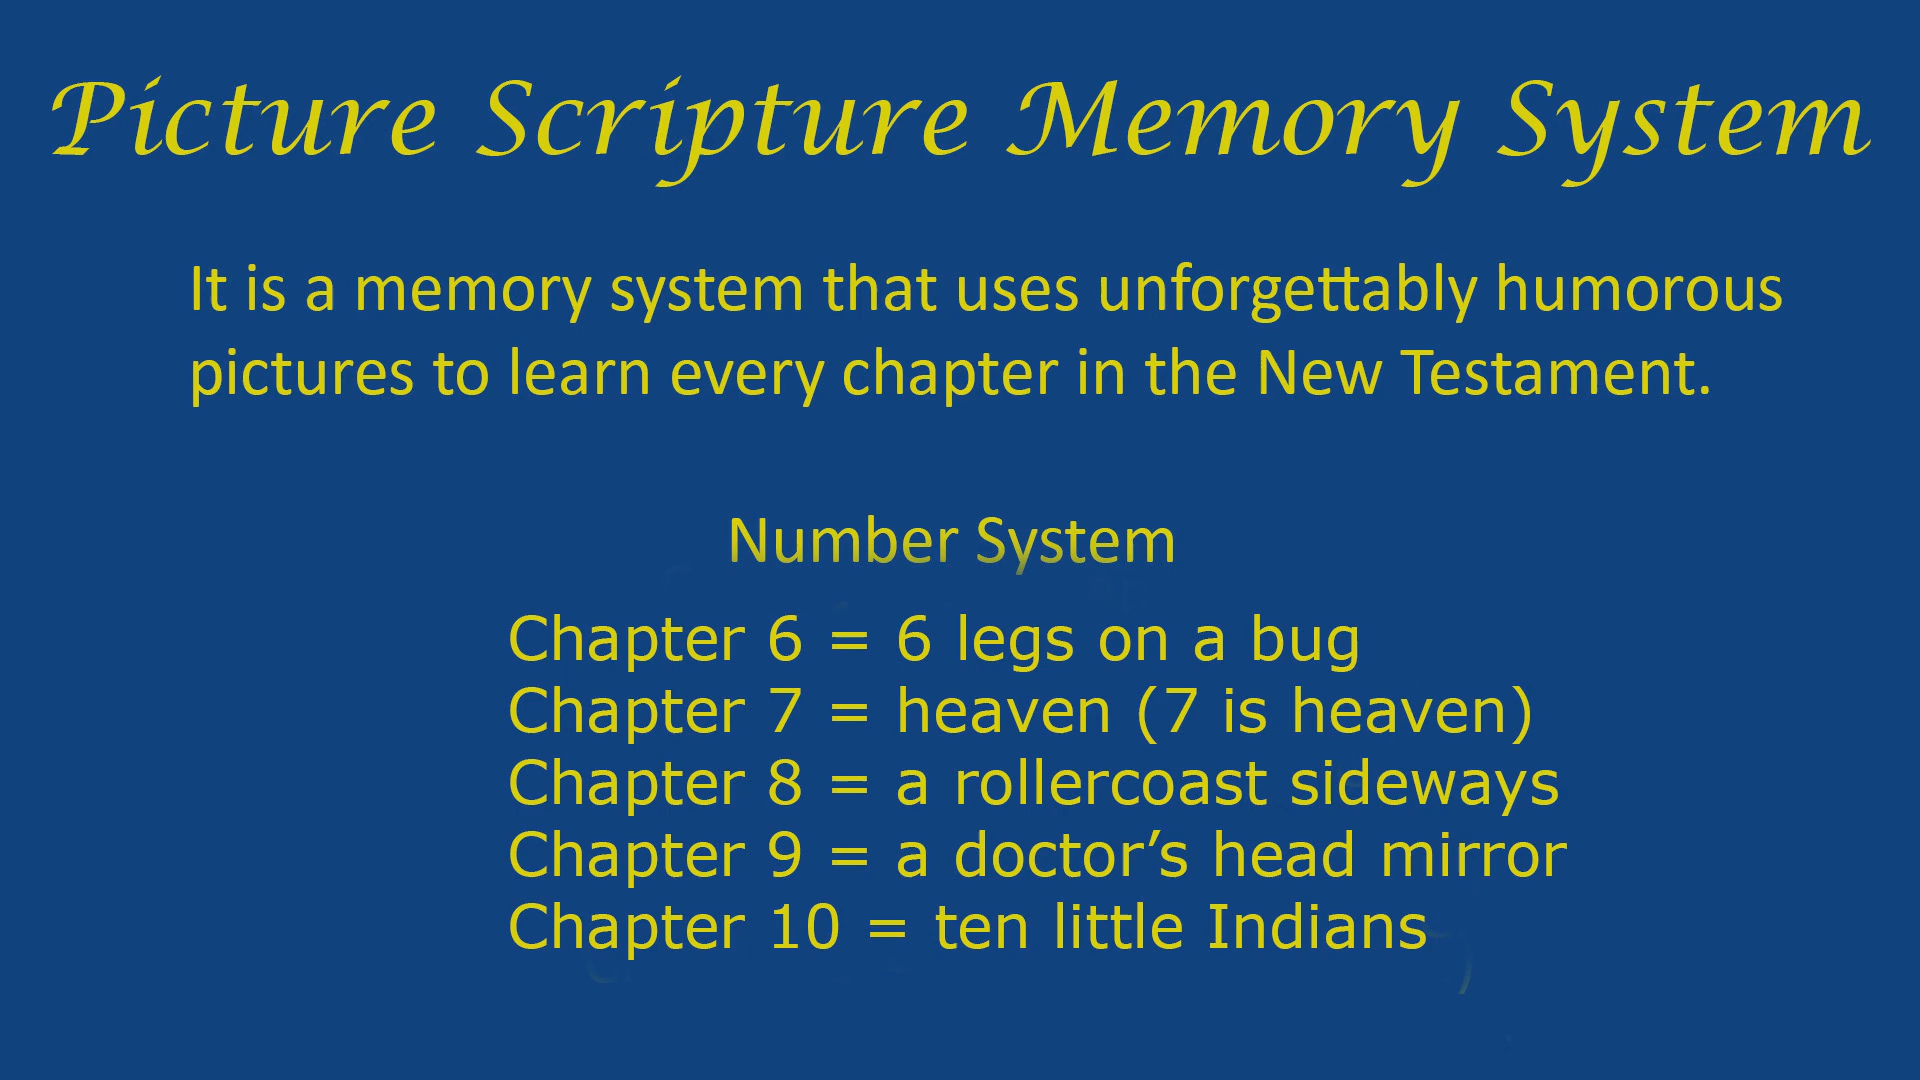 Picture Scripture Memory System
It is a memory system that uses unforgettably humorous
pictures to learn every chapter in the New Testament.
Number System
Chapter 6 = 6 legs on a bug
Chapter 7 = heaven (7 is heaven)
Chapter 8 = a rollercoast sideways
Chapter 9 = a doctor’s head mirror
Chapter 10 = ten little Indians